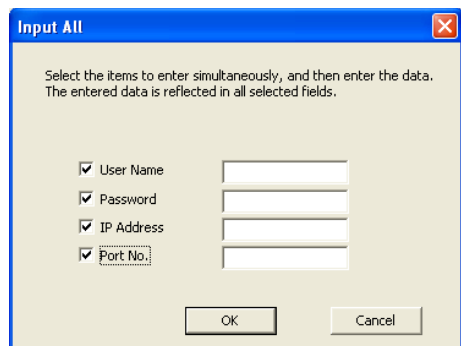 Input All
Select the items to enter simultaneously, and then enter the data.
The entered data is reflected in all selected fields.
User Name
Password
IP Address
Port No.
OK Cancel